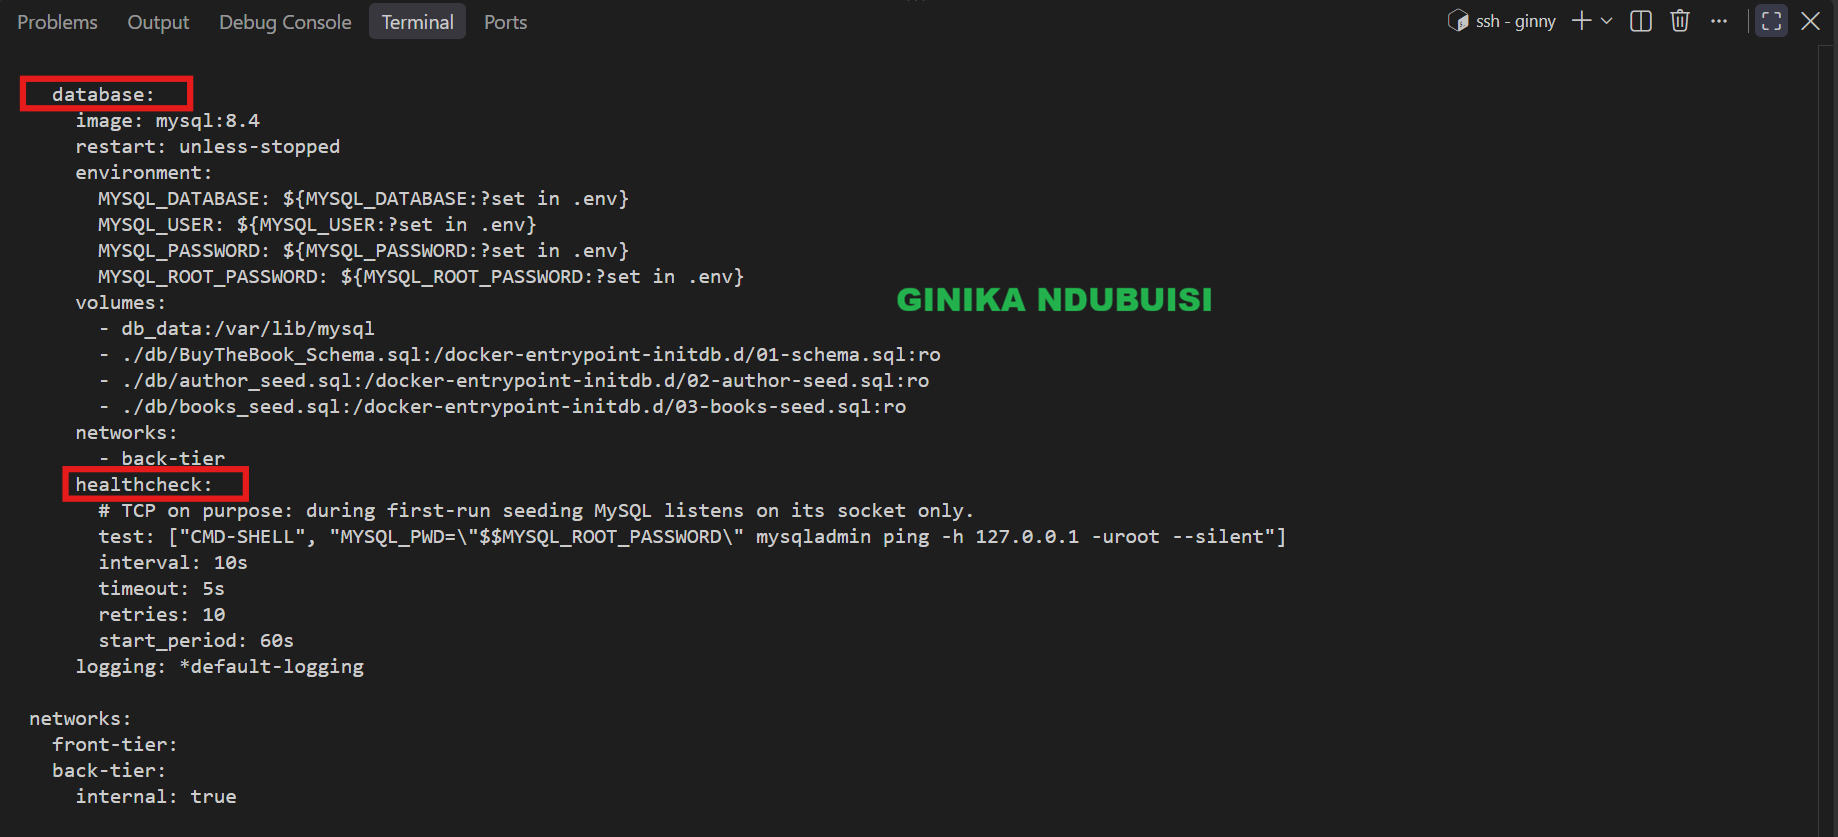 Problems Output Debug Console Terminal Ports ssh - ginny
database:
image: mysql:8.4
restart: unless-stopped
environment:
MYSQL_DATABASE: ${MYSQL_DATABASE:?set in .env}
MYSQL_USER: ${MYSQL_USER:?set in .env}
MYSQL_PASSWORD: ${MYSQL_PASSWORD:?set in .env}
MYSQL_ROOT_PASSWORD: ${MYSQL_ROOT_PASSWORD:?set in .env}
volumes:
GINIKA NDUBUISI
- db_data:/var/lib/mysql
- ./db/BuyTheBook_Schema.sql:/docker-entrypoint-initdb.d/01-schema.sql:ro
- ./db/author_seed.sql:/docker-entrypoint-initdb.d/02-author-seed.sql:ro
- ./db/books_seed.sql:/docker-entrypoint-initdb.d/03-books-seed.sql:ro
networks:
- back-tier
healthcheck:
# TCP on purpose: during first-run seeding MySQL listens on its socket only.
test: ["CMD-SHELL", "MYSQL_PWD=\"$$MYSQL_ROOT_PASSWORD\" mysqladmin ping -h 127.0.0.1 -uroot --silent"]
interval: 10s
timeout: 5s
retries: 10
start_period: 60s
logging: *default-logging
networks:
front-tier:
back-tier:
internal: true